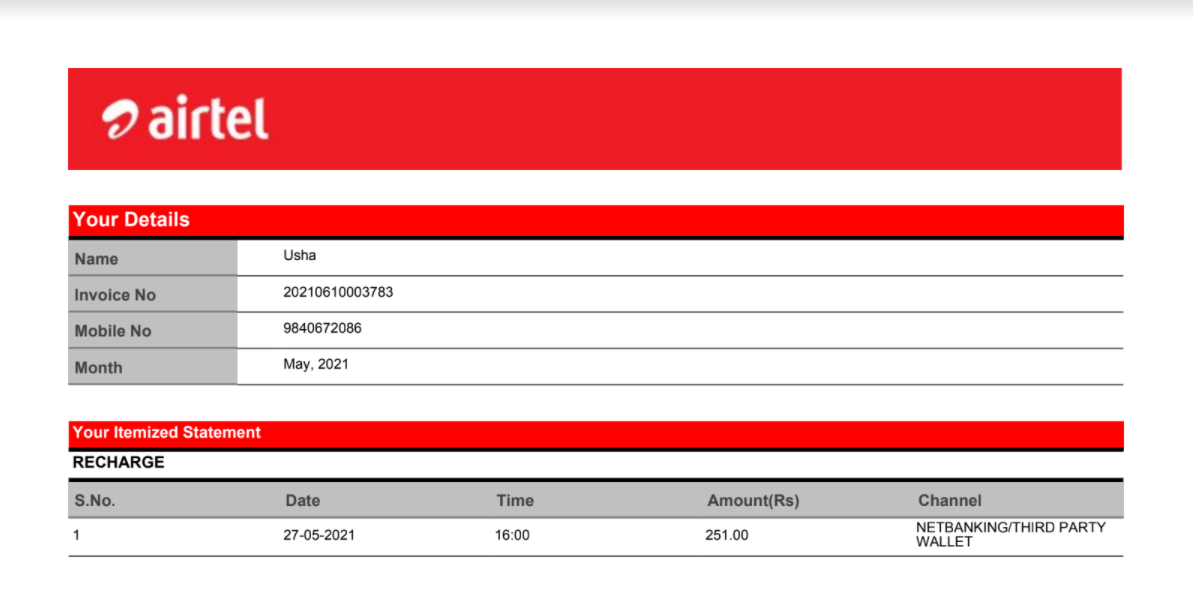 airtel
Your Details
Name Usha
Invoice No 20210610003783
Mobile No 9840672086
Month May, 2021
Your Itemized Statement
RECHARGE
S.No. Date Time Amount(Rs) Channel
1 27-05-2021 16:00 251.00 NETBANKING/THIRD PARTY
WALLET